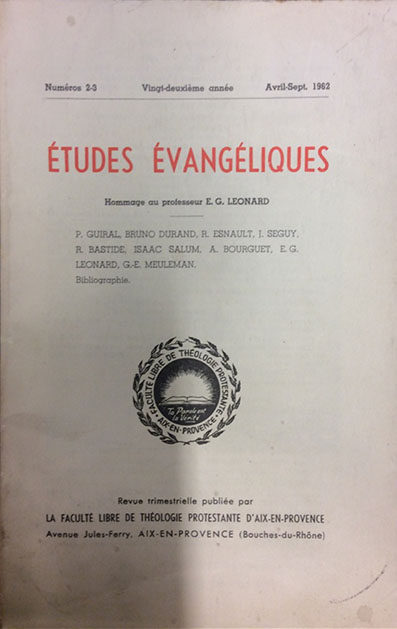 Numéros 2-3 Vingt-deuxième année Avril-Sept. 1962
ÉTUDES ÉVANGÉLIQUES
Hommage au professeur E. G. LEONARD
P. GUIRAL, BRUNO DURAND, R. ESNAULT, J. SEGUY,
R. BASTIDE, ISAAC SALUM, A. BOURGUET, E. G.
LEONARD, G.-E. MEULEMAN.
Bibliographie.
FACULTÉ LIBRE DE THÉOLOGIE PROTESTANTE
• AIX-EN-PROVENCE •
Ta Parole est
la Vérité
Revue trimestrielle publiée par
LA FACULTÉ LIBRE DE THÉOLOGIE PROTESTANTE D'AIX-EN-PROVENCE
Avenue Jules-Ferry, AIX-EN-PROVENCE (Bouches-du-Rhône)